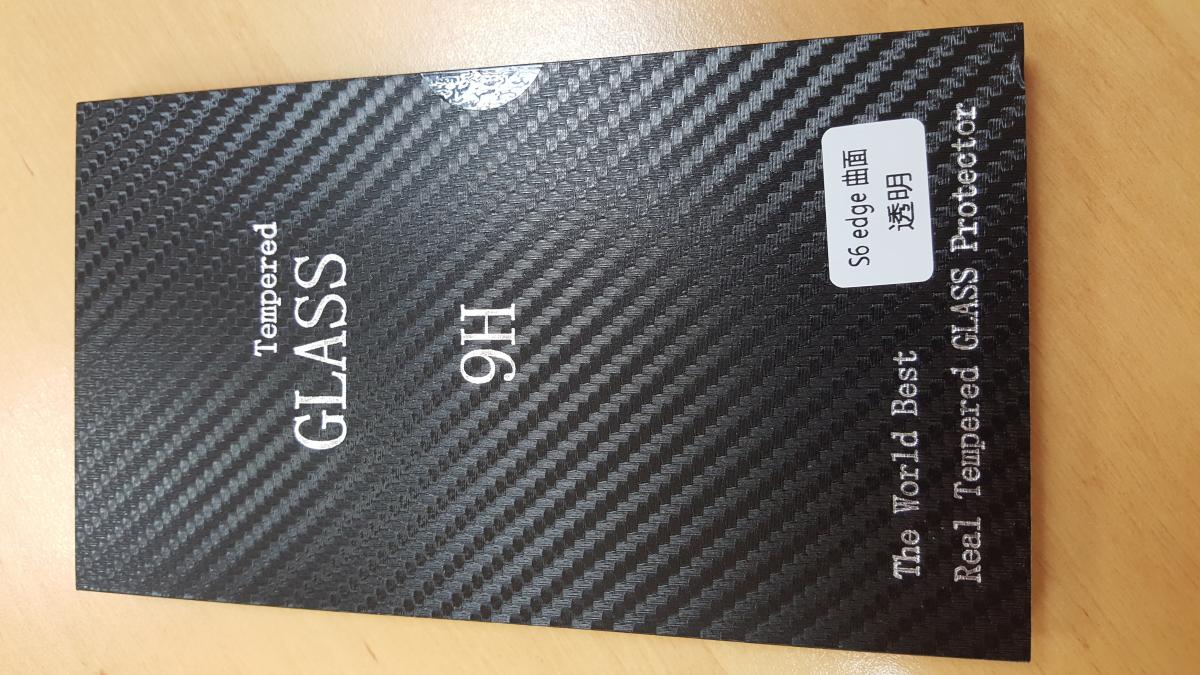 Tempered
GLASS
9H
S6 edge 曲面
透明
The World Best
Real Tempered GLASS Protector